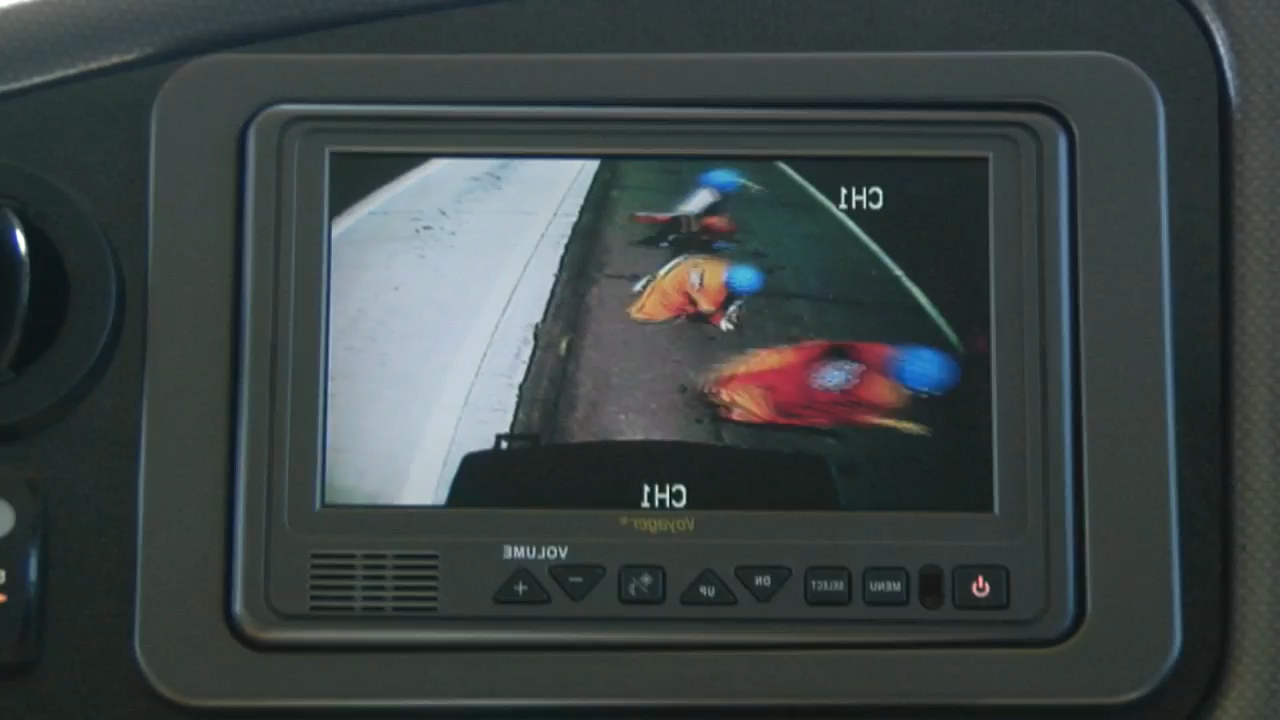 CH1
CH1
Voyager®
VOLUME
+ − UP DN SELECT MENU